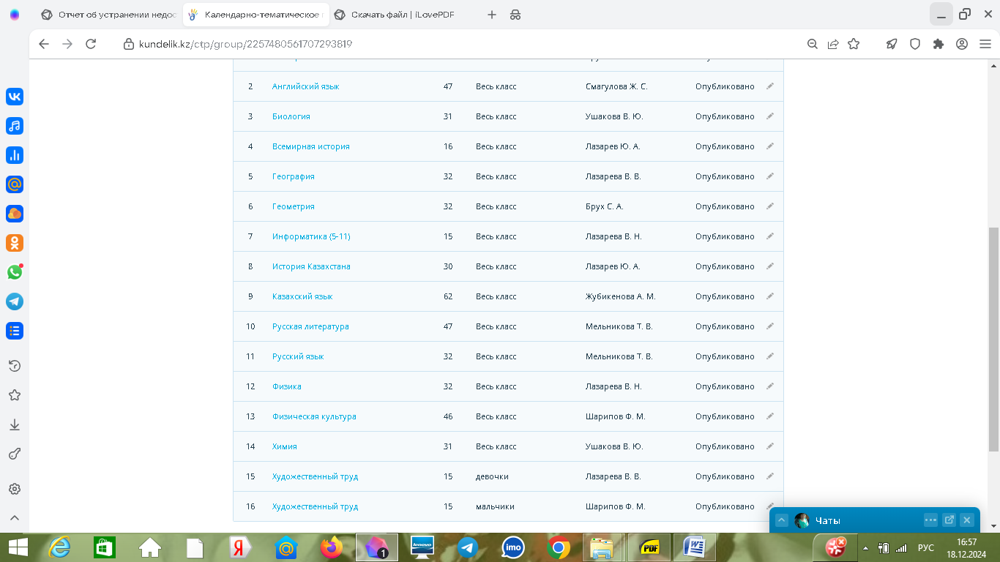 Отчет об устранении недос
Календарно-тематическое
Скачать файл | iLovePDF
kundelik.kz/ctp/group/2257480561707293819
2 Английский язык 47 Весь класс Смагулова Ж. С. Опубликовано
3 Биология 31 Весь класс Ушакова В. Ю. Опубликовано
4 Всемирная история 16 Весь класс Лазарев Ю. А. Опубликовано
5 География 32 Весь класс Лазарева В. В. Опубликовано
6 Геометрия 32 Весь класс Брух С. А. Опубликовано
7 Информатика (5-11) 15 Весь класс Лазарева В. Н. Опубликовано
8 История Казахстана 30 Весь класс Лазарев Ю. А. Опубликовано
9 Казахский язык 62 Весь класс Жубикенова А. М. Опубликовано
10 Русская литература 47 Весь класс Мельникова Т. В. Опубликовано
11 Русский язык 32 Весь класс Мельникова Т. В. Опубликовано
12 Физика 32 Весь класс Лазарева В. Н. Опубликовано
13 Физическая культура 46 Весь класс Шарипов Ф. М. Опубликовано
14 Химия 31 Весь класс Ушакова В. Ю. Опубликовано
15 Художественный труд 15 девочки Лазарева В. В. Опубликовано
16 Художественный труд 15 мальчики Шарипов Ф. М. Опубликовано
Чаты
Я
1
lenovo
imo
PDF
РУС
16:57
18.12.2024